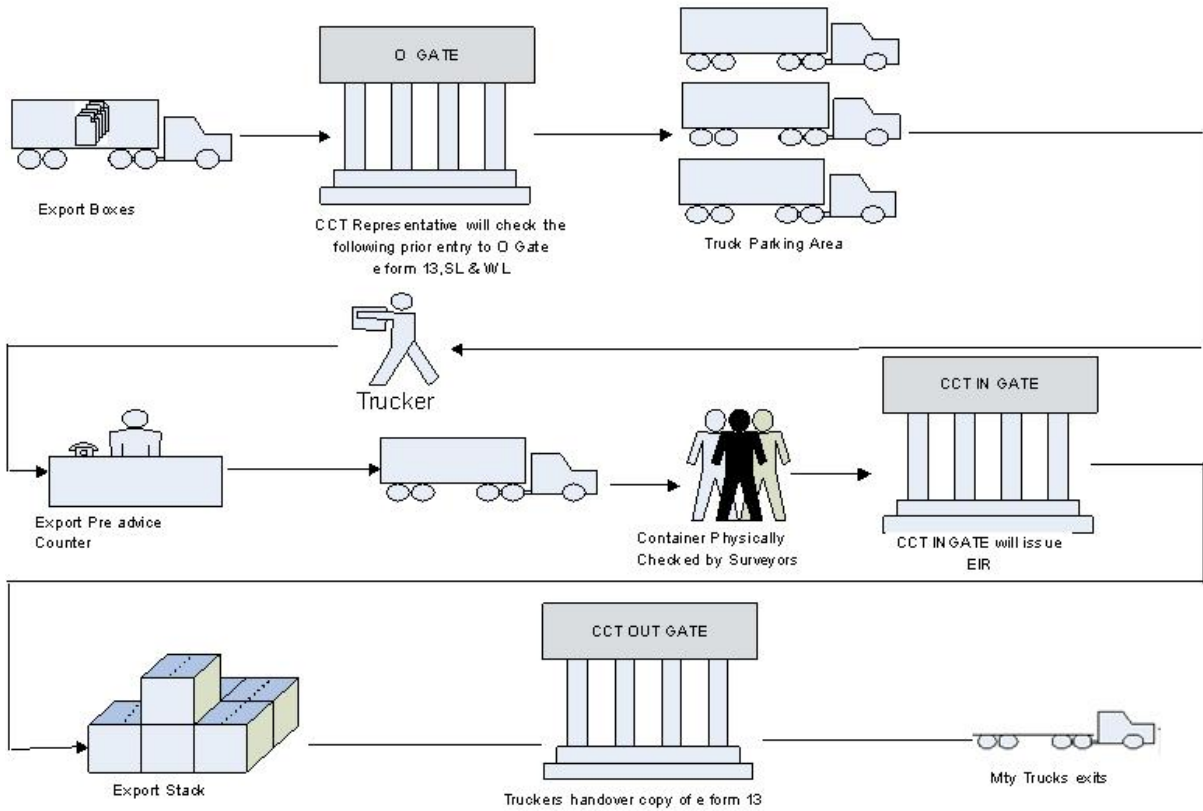 O GATE
Export Boxes
CCT Representative will check the
following prior entry to O Gate
e form 13,SL & WL
Truck Parking Area
Trucker
CCT IN GATE
Export Pre advice
Counter
Container Physically
Checked by Surveyors
CCT INGATE will issue
EIR
CCT OUT GATE
Export Stack
Truckers handover copy of e form 13
Mty Trucks exits